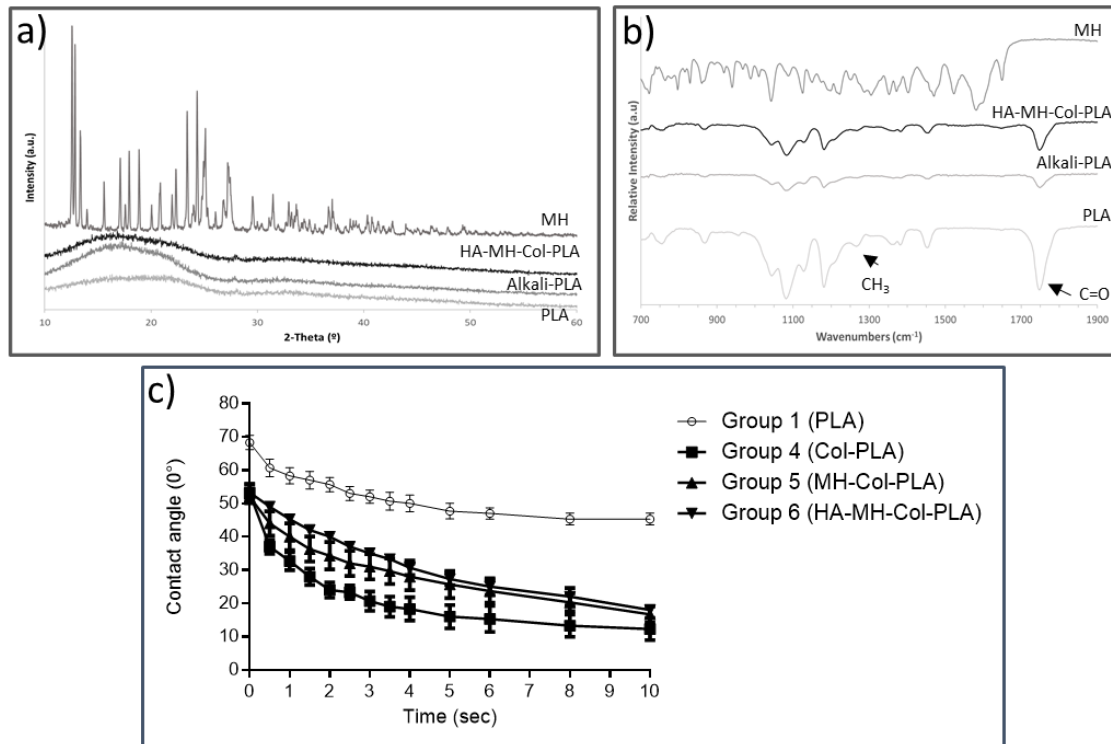 a)
MH
HA-MH-Col-PLA
Alkali-PLA
PLA
Intensity (a.u.)
10 20 30 40 50 60
2-Theta (º)
b)
MH
HA-MH-Col-PLA
Alkali-PLA
PLA
CH₃
C=O
Relative Intensity (a.u)
700 900 1100 1300 1500 1700 1900
Wavenumbers (cm⁻¹)
c)
80
70
60
50
40
30
20
10
0
Contact angle (0°)
0 1 2 3 4 5 6 7 8 9 10
Time (sec)
Group 1 (PLA)
Group 4 (Col-PLA)
Group 5 (MH-Col-PLA)
Group 6 (HA-MH-Col-PLA)